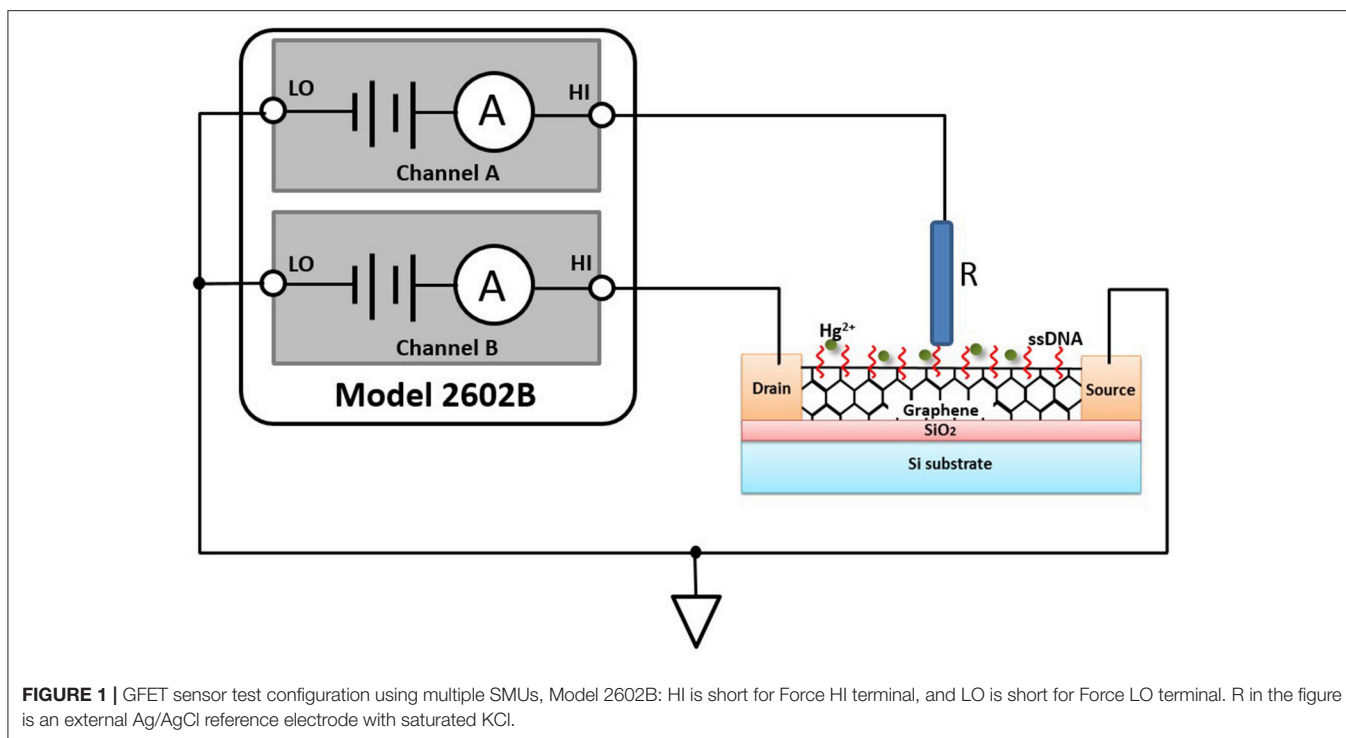 LO
A
HI
Channel A
LO
A
HI
Channel B
Model 2602B
R
Hg²⁺
ssDNA
Drain
Graphene
Source
SiO₂
Si substrate
FIGURE 1 | GFET sensor test configuration using multiple SMUs, Model 2602B: HI is short for Force HI terminal, and LO is short for Force LO terminal. R in the figure
is an external Ag/AgCl reference electrode with saturated KCl.